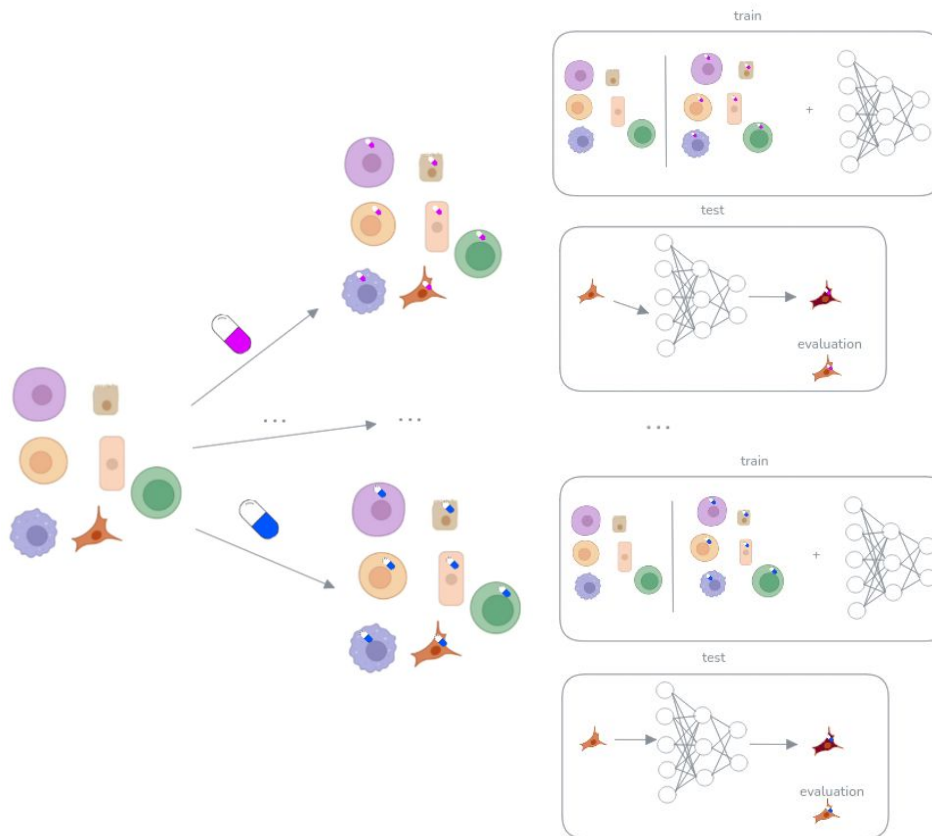 train
+
test
evaluation
...
...
...
train
+
test
evaluation